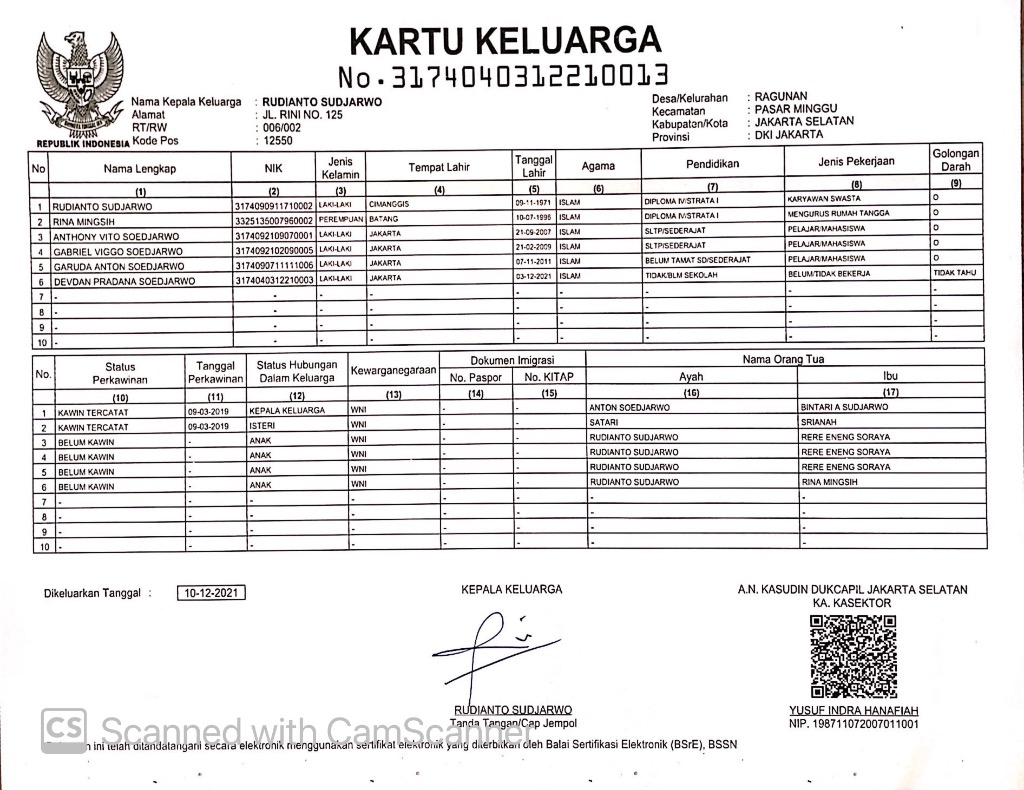 KARTU KELUARGA
No. 3174040312210013
REPUBLIK INDONESIA
Nama Kepala Keluarga : RUDIANTO SUDJARWO
Alamat : JL. RINI NO. 125
RT/RW : 006/002
Kode Pos : 12550
Desa/Kelurahan : RAGUNAN
Kecamatan : PASAR MINGGU
Kabupaten/Kota : JAKARTA SELATAN
Provinsi : DKI JAKARTA
No Nama Lengkap NIK Jenis Kelamin Tempat Lahir Tanggal Lahir Agama Pendidikan Jenis Pekerjaan Golongan Darah
(1) (2) (3) (4) (5) (6) (7) (8) (9)
1 RUDIANTO SUDJARWO 3174090911710002 LAKI-LAKI CIMANGGIS 09-11-1971 ISLAM DIPLOMA IV/STRATA I KARYAWAN SWASTA O
2 RINA MINGSIH 3325135007960002 PEREMPUAN BATANG 10-07-1996 ISLAM DIPLOMA IV/STRATA I MENGURUS RUMAH TANGGA O
3 ANTHONY VITO SOEDJARWO 3174092109070001 LAKI-LAKI JAKARTA 21-09-2007 ISLAM SLTP/SEDERAJAT PELAJAR/MAHASISWA O
4 GABRIEL VIGGO SOEDJARWO 3174092102090005 LAKI-LAKI JAKARTA 21-02-2009 ISLAM SLTP/SEDERAJAT PELAJAR/MAHASISWA O
5 GARUDA ANTON SOEDJARWO 3174090711111006 LAKI-LAKI JAKARTA 07-11-2011 ISLAM BELUM TAMAT SD/SEDERAJAT PELAJAR/MAHASISWA O
6 DEVDAN PRADANA SOEDJARWO 3174040312210003 LAKI-LAKI JAKARTA 03-12-2021 ISLAM TIDAK/BLM SEKOLAH BELUM/TIDAK BEKERJA TIDAK TAHU
7 - - - - - - - - -
8 - - - - - - - - -
9 - - - - - - - - -
10 - - - - - - - - -
No. Status Perkawinan Tanggal Perkawinan Status Hubungan Dalam Keluarga Kewarganegaraan Dokumen Imigrasi Nama Orang Tua
No. Paspor No. KITAP Ayah Ibu
(10) (11) (12) (13) (14) (15) (16) (17)
1 KAWIN TERCATAT 09-03-2019 KEPALA KELUARGA WNI - - ANTON SOEDJARWO BINTARI A SUDJARWO
2 KAWIN TERCATAT 09-03-2019 ISTERI WNI - - SATARI SRIANAH
3 BELUM KAWIN - ANAK WNI - - RUDIANTO SUDJARWO RERE ENENG SORAYA
4 BELUM KAWIN - ANAK WNI - - RUDIANTO SUDJARWO RERE ENENG SORAYA
5 BELUM KAWIN - ANAK WNI - - RUDIANTO SUDJARWO RERE ENENG SORAYA
6 BELUM KAWIN - ANAK WNI - - RUDIANTO SUDJARWO RINA MINGSIH
7 - - - - - - - -
8 - - - - - - - -
9 - - - - - - - -
10 - - - - - - - -
Dikeluarkan Tanggal : 10-12-2021
KEPALA KELUARGA
RUDIANTO SUDJARWO
Tanda Tangan/Cap Jempol
A.N. KASUDIN DUKCAPIL JAKARTA SELATAN
KA. KASEKTOR
YUSUF INDRA HANAFIAH
NIP. 198711072007011001
CS Scanned with CamScanner
ini telah ditandatangani secara elektronik menggunakan sertifikat elektronik yang diterbitkan oleh Balai Sertifikasi Elektronik (BSrE), BSSN